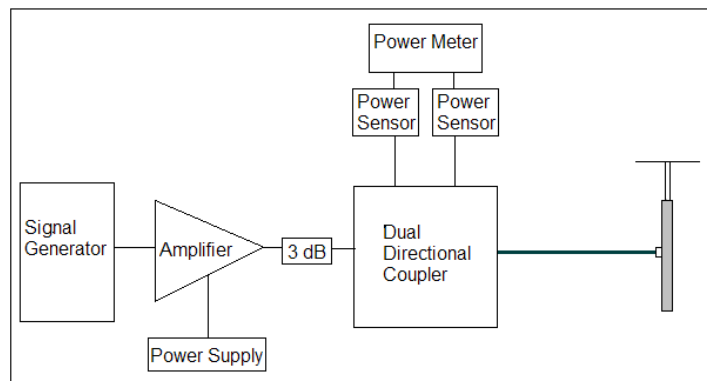 Power Meter
Power
Sensor
Power
Sensor
Signal
Generator
Amplifier
3 dB
Dual
Directional
Coupler
Power Supply